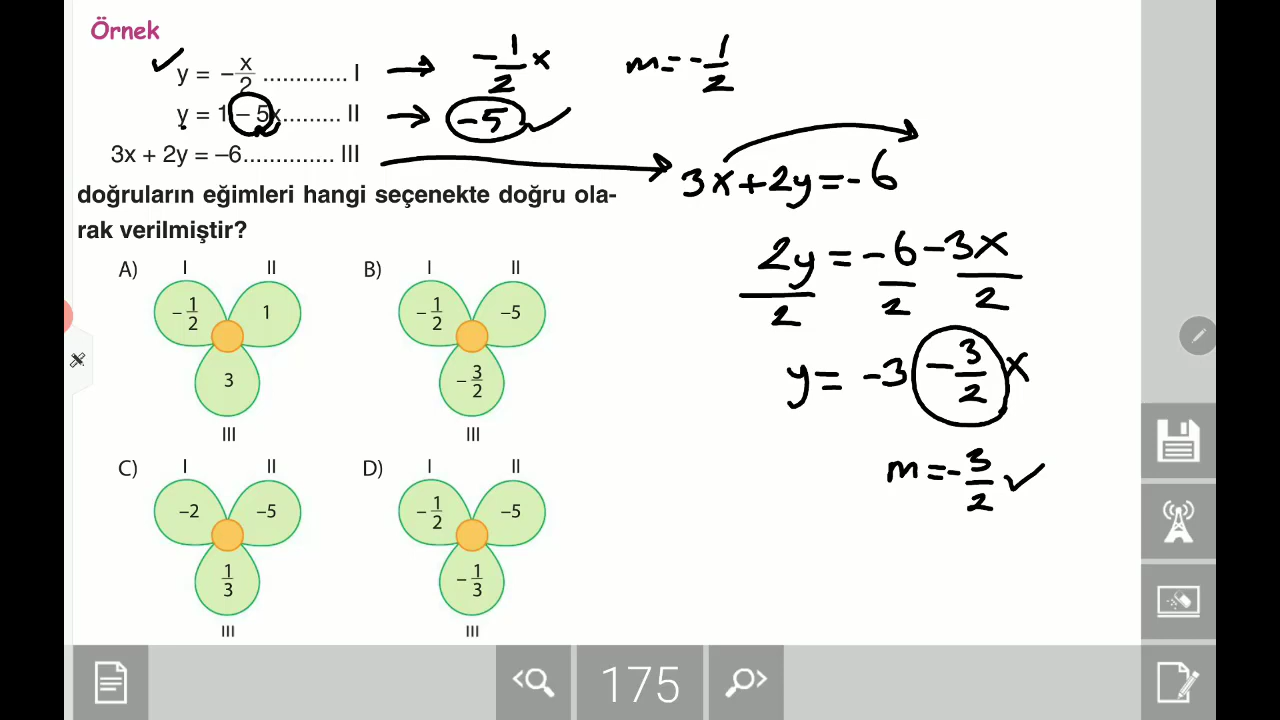 Örnek
y = −x/2 ............. I → −1/2 x m = −1/2
y = 1 − 5x......... II → −5
3x + 2y = –6.............. III → 3x + 2y = −6
doğruların eğimleri hangi seçenekte doğru ola-
rak verilmiştir?
2y/2 = −6/2 −3x/2
y = −3 −3/2 x
m = −3/2
A) I II
−1/2 1
3
III
B) I II
−1/2 −5
−3/2
III
C) I II
−2 −5
1/3
III
D) I II
−1/2 −5
−1/3
III
175